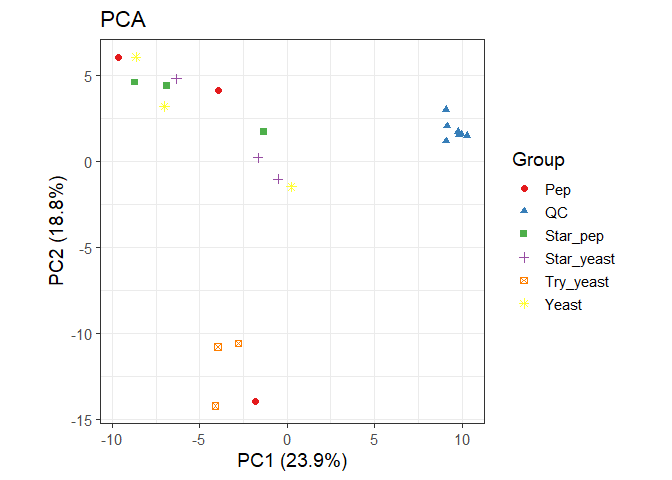 PCA
5
0
-5
-10
-15
-10
-5
0
5
10
PC1 (23.9%)
PC2 (18.8%)
Group
Pep
QC
Star_pep
Star_yeast
Try_yeast
Yeast